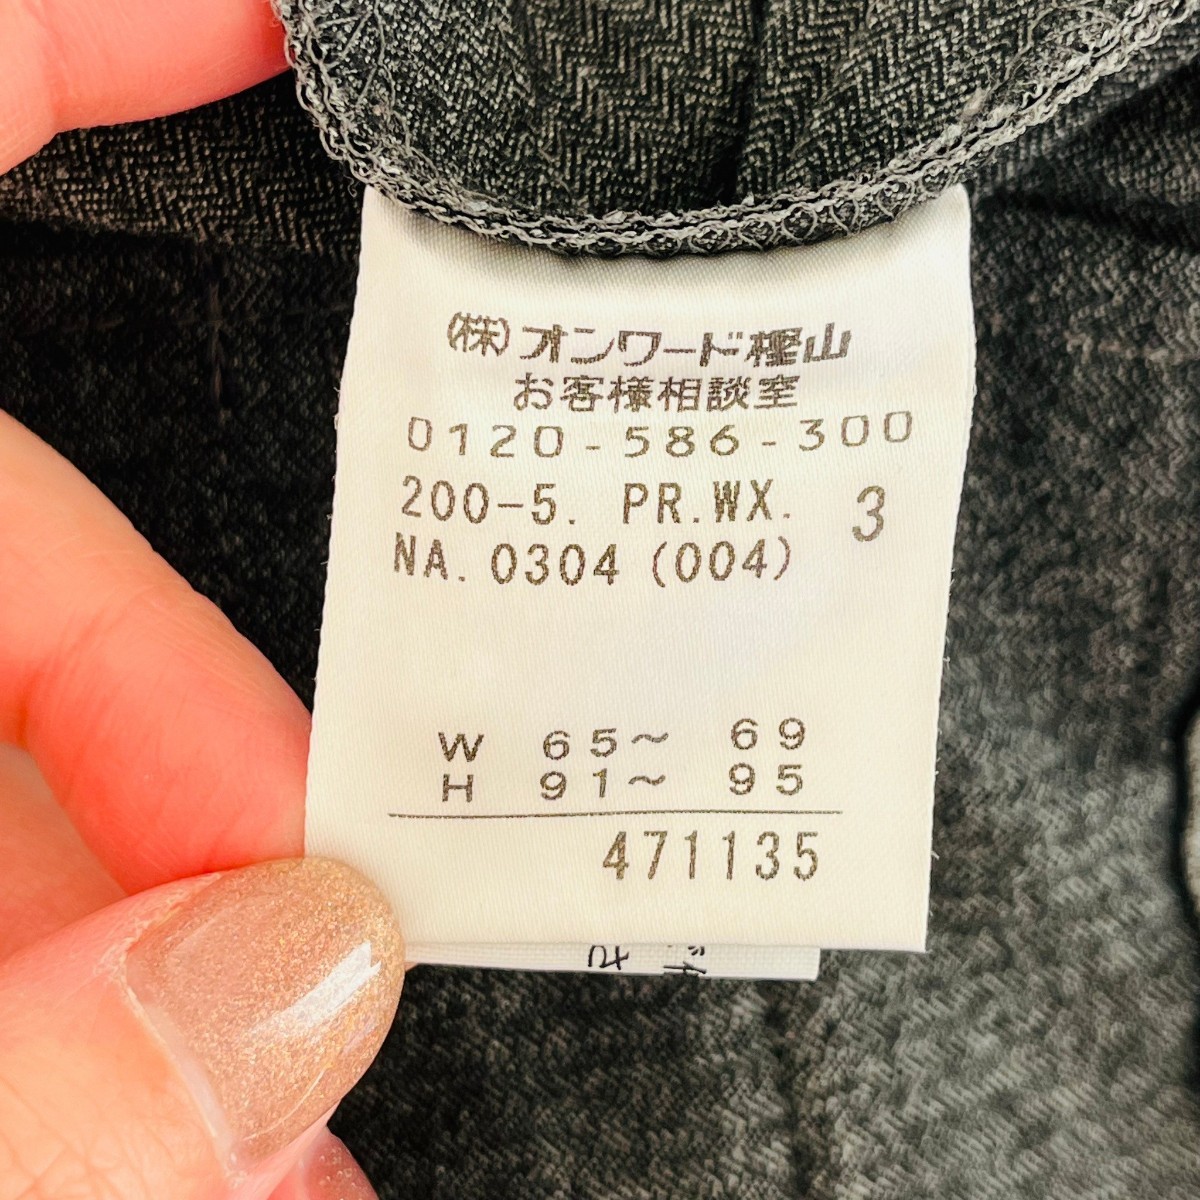 (株)オンワード樫山
お客様相談室
0120-586-300
200-5. PR.WX. 3
NA. 0304 (004)
W 65~ 69
H 91~ 95
471135